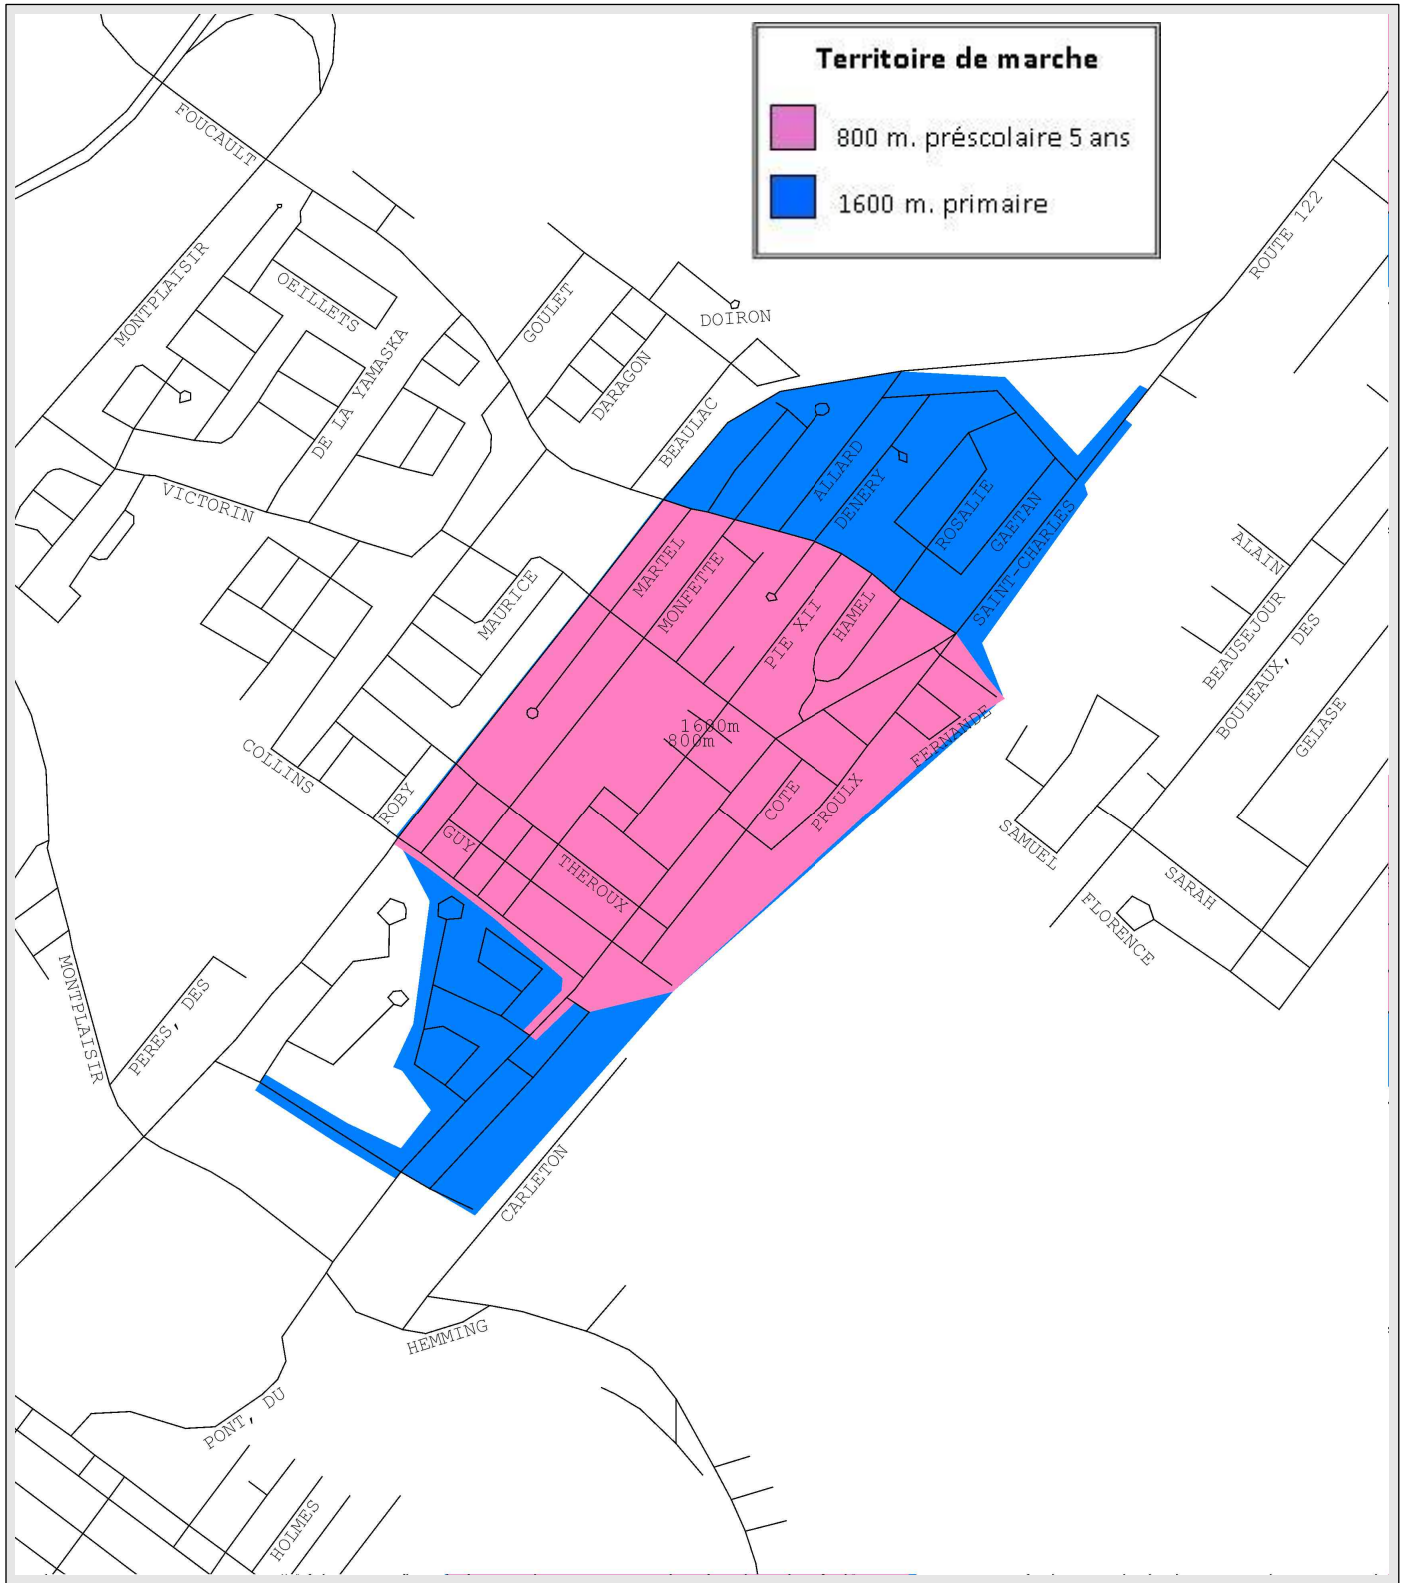 Territoire de marche
800 m. préscolaire 5 ans
1600 m. primaire
FOUCAULT
ROUTE 122
MONTPLAISIR
OEILLETS
GOULET
DOIRON
DE LA YAMASKA
DARAGON
BEAULAC
ALLARD
DENERY
VICTORIN
ROSALIE
GAETAN
SAINT-CHARLES
ALAIN
MARTEL
MONFETTE
MAURICE
PIE XII
HAMEL
BEAUSEJOUR
BOULEAUX, DES
GELASE
1600m
800m
FERNANDE
COLLINS
ROBY
COTE
PROULX
GUY
THEROUX
SAMUEL
SARAH
FLORENCE
MONTPLAISIR
PERES, DES
CARLETON
HEMMING
PONT, DU
HOLMES